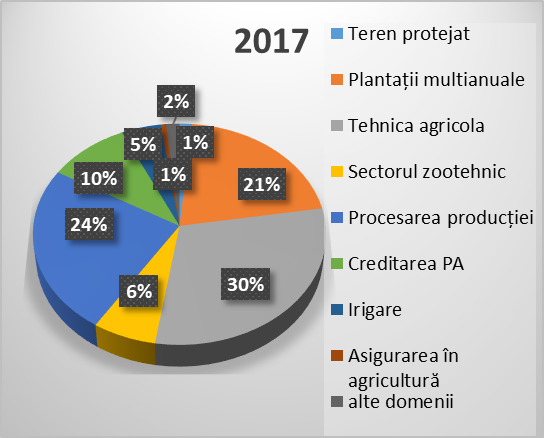 2017
Teren protejat
Plantații multianuale
Tehnica agricola
Sectorul zootehnic
Procesarea producției
Creditarea PA
Irigare
Asigurarea în
agricultură
alte domenii
2%
1%
5%
1%
21%
10%
24%
30%
6%